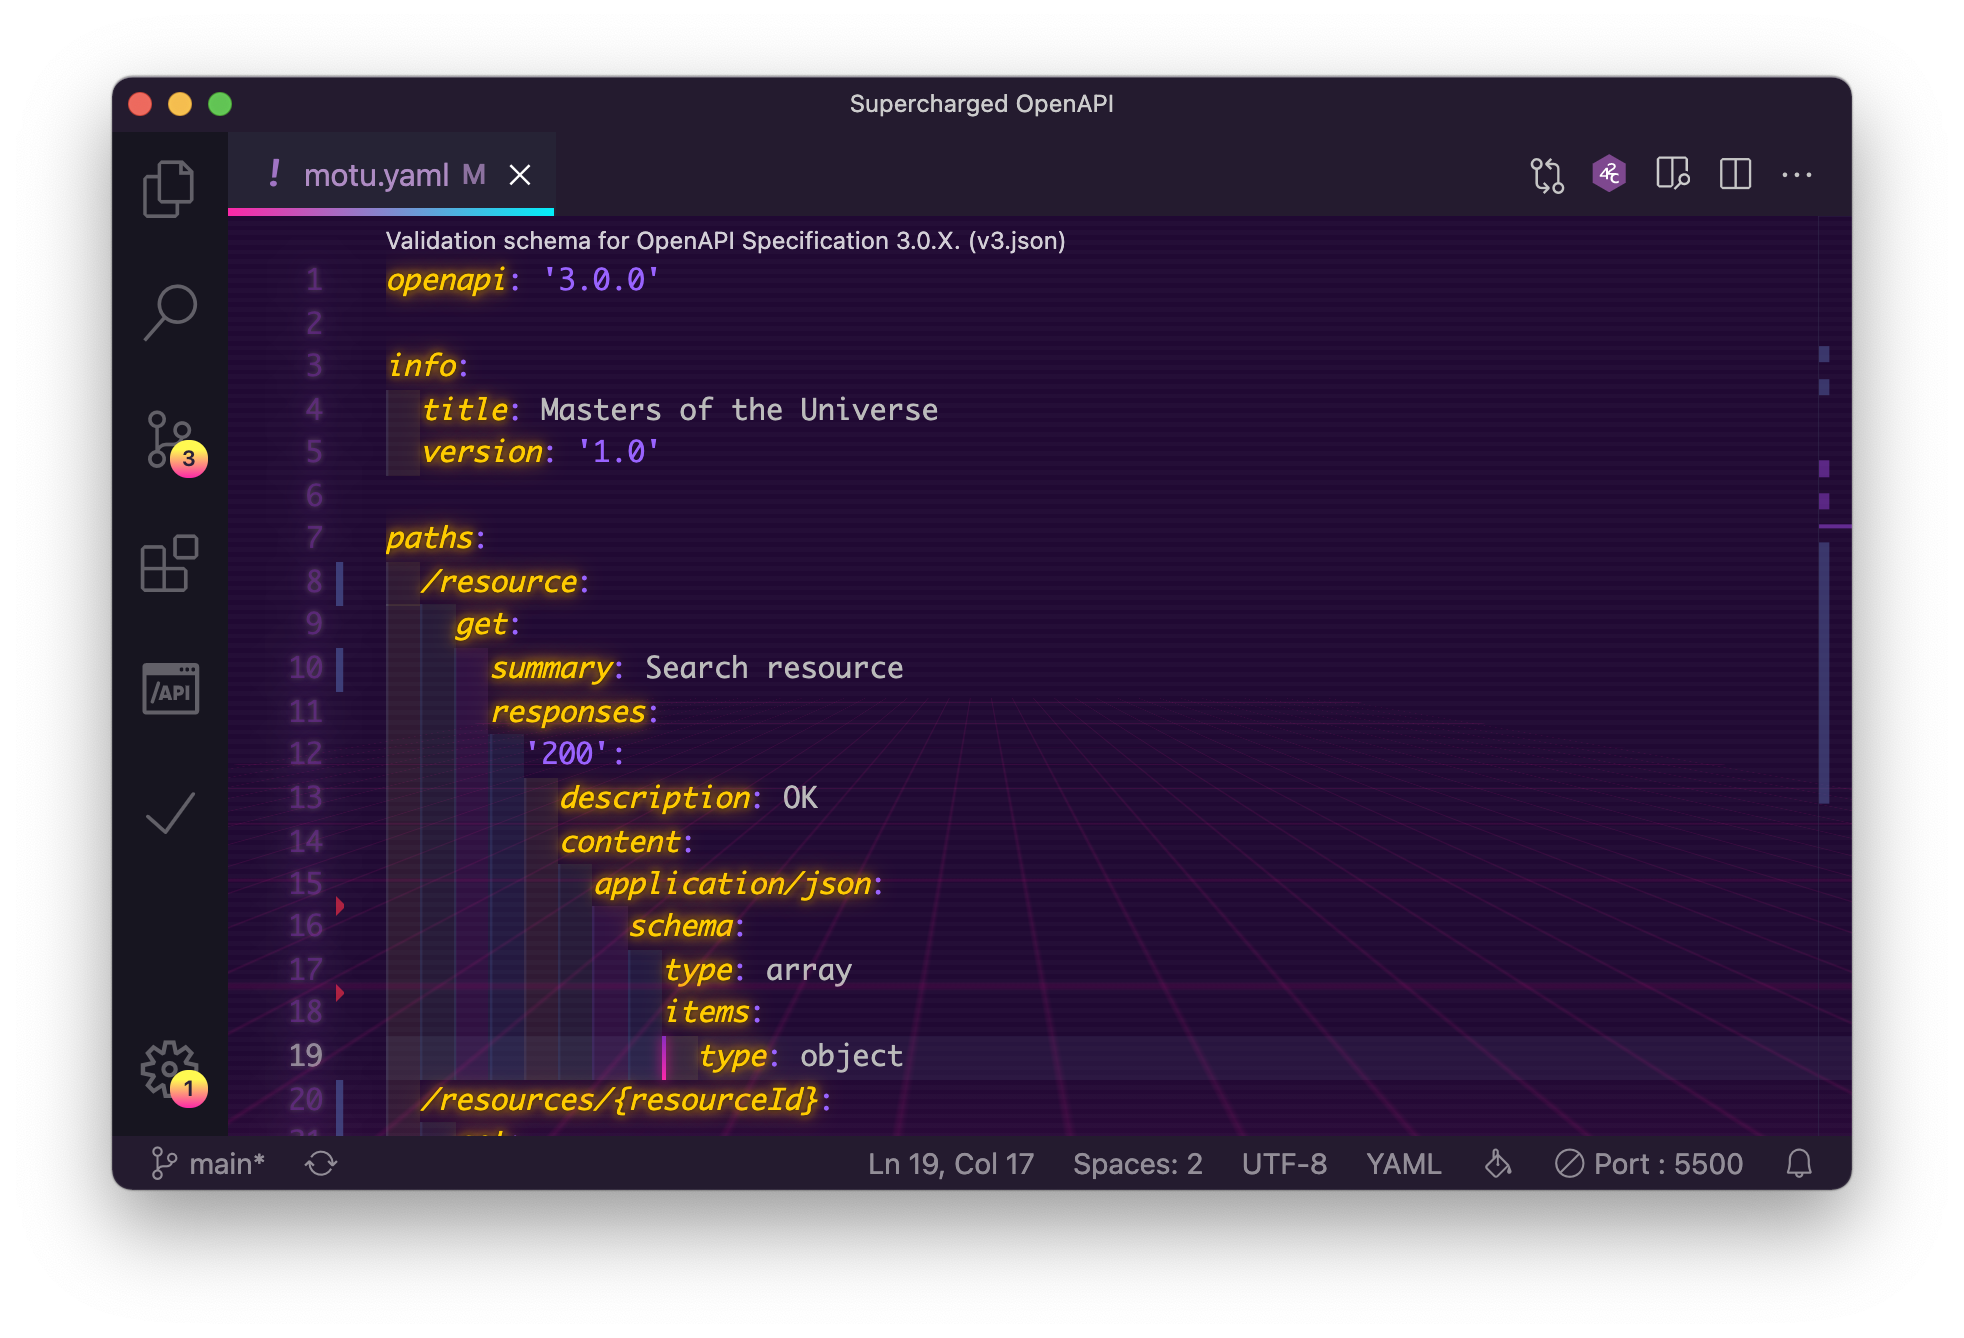 Supercharged OpenAPI
! motu.yaml M
Validation schema for OpenAPI Specification 3.0.X. (v3.json)
1 openapi: '3.0.0'
2
3 info:
4 title: Masters of the Universe
5 version: '1.0'
6
7 paths:
8 /resource:
9 get:
10 summary: Search resource
11 responses:
12 '200':
13 description: OK
14 content:
15 application/json:
16 schema:
17 type: array
18 items:
19 type: object
20 /resources/{resourceId}:
3
/API
1
42C
main* Ln 19, Col 17 Spaces: 2 UTF-8 YAML Port : 5500